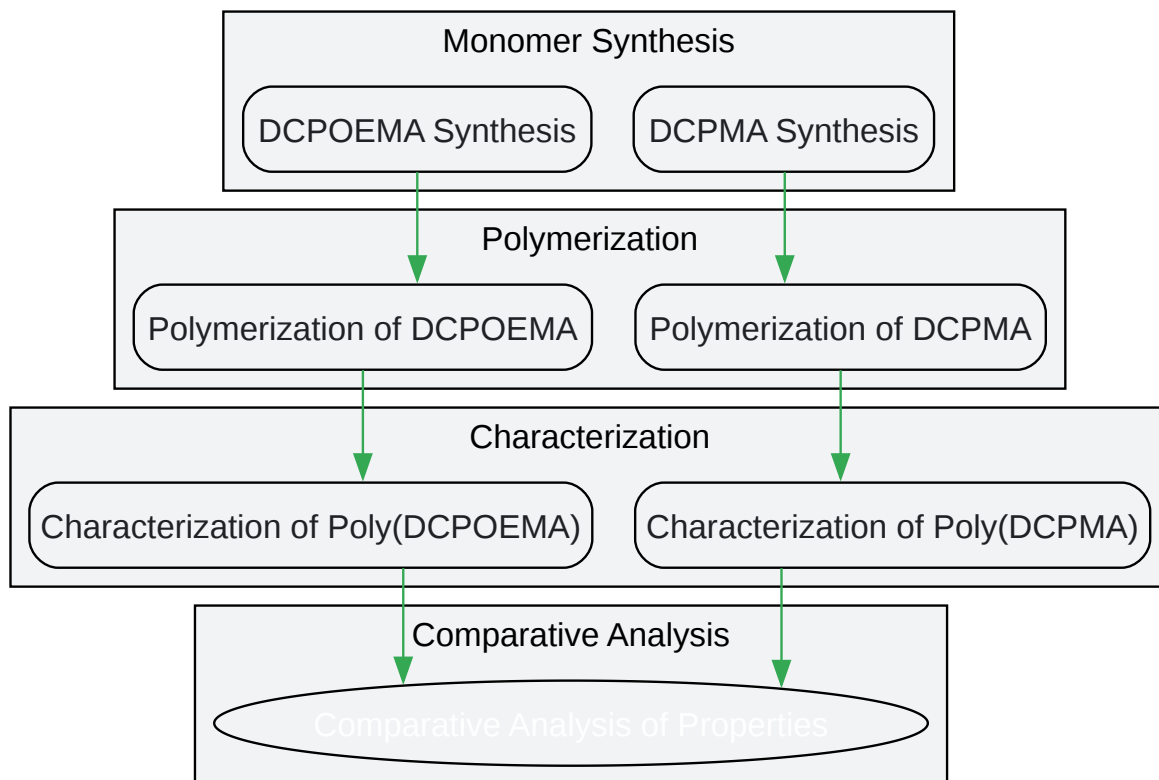 Monomer Synthesis
DCPOEMA Synthesis
DCPMA Synthesis
Polymerization
Polymerization of DCPOEMA
Polymerization of DCPMA
Characterization
Characterization of Poly(DCPOEMA)
Characterization of Poly(DCPMA)
Comparative Analysis
Comparative Analysis of Properties